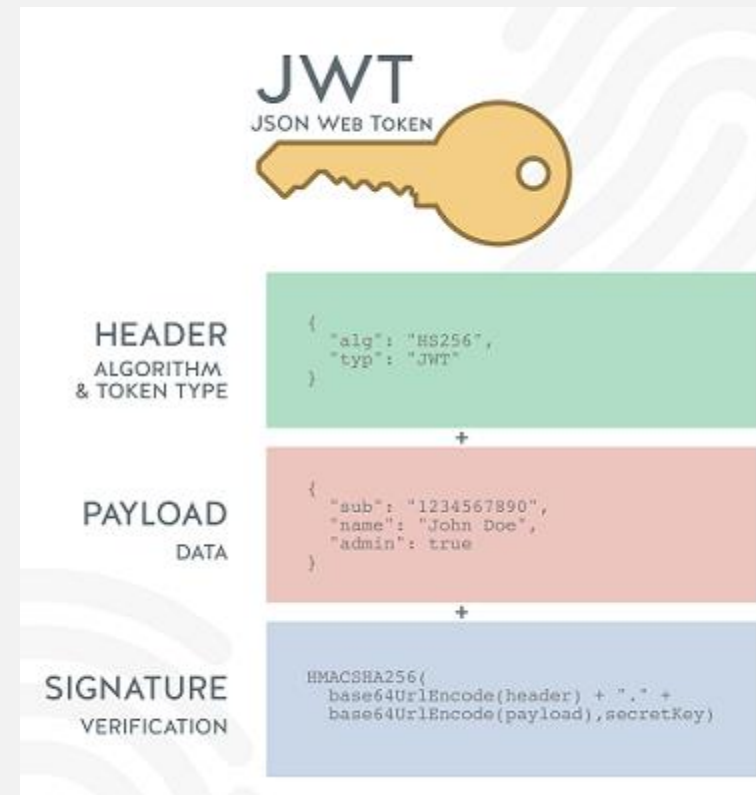 JWT
JSON WEB TOKEN
HEADER
ALGORITHM
& TOKEN TYPE
{
"alg": "HS256",
"typ": "JWT"
}
+
PAYLOAD
DATA
{
"sub": "1234567890",
"name": "John Doe",
"admin": true
}
+
SIGNATURE
VERIFICATION
HMACSHA256(
base64UrlEncode(header) + "." +
base64UrlEncode(payload),secretKey)